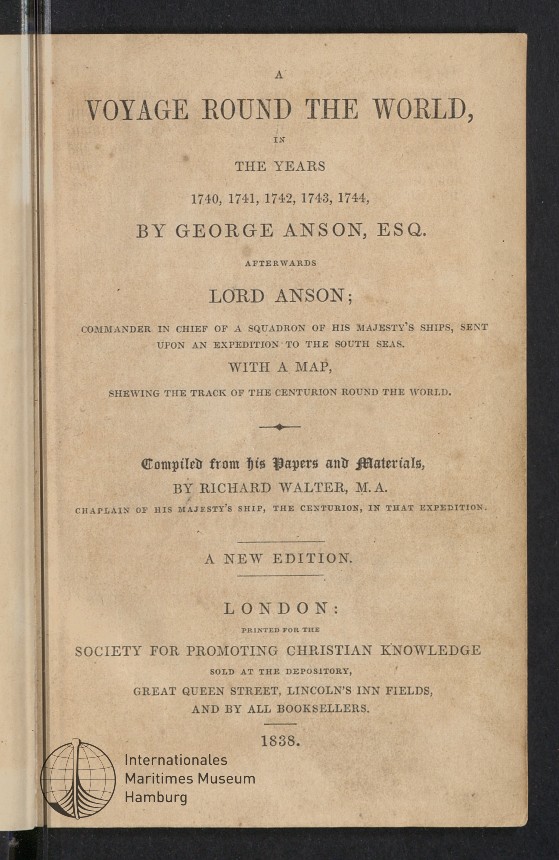 A
VOYAGE ROUND THE WORLD,
IN
THE YEARS
1740, 1741, 1742, 1743, 1744,
BY GEORGE ANSON, ESQ.
AFTERWARDS
LORD ANSON;
COMMANDER IN CHIEF OF A SQUADRON OF HIS MAJESTY'S SHIPS, SENT
UPON AN EXPEDITION TO THE SOUTH SEAS.
WITH A MAP,
SHEWING THE TRACK OF THE CENTURION ROUND THE WORLD.
Compiled from his Papers and Materials,
BY RICHARD WALTER, M.A.
CHAPLAIN OF HIS MAJESTY'S SHIP, THE CENTURION, IN THAT EXPEDITION.
A NEW EDITION.
LONDON:
PRINTED FOR THE
SOCIETY FOR PROMOTING CHRISTIAN KNOWLEDGE
SOLD AT THE DEPOSITORY,
GREAT QUEEN STREET, LINCOLN'S INN FIELDS,
AND BY ALL BOOKSELLERS.
1838.
Internationales
Maritimes Museum
Hamburg